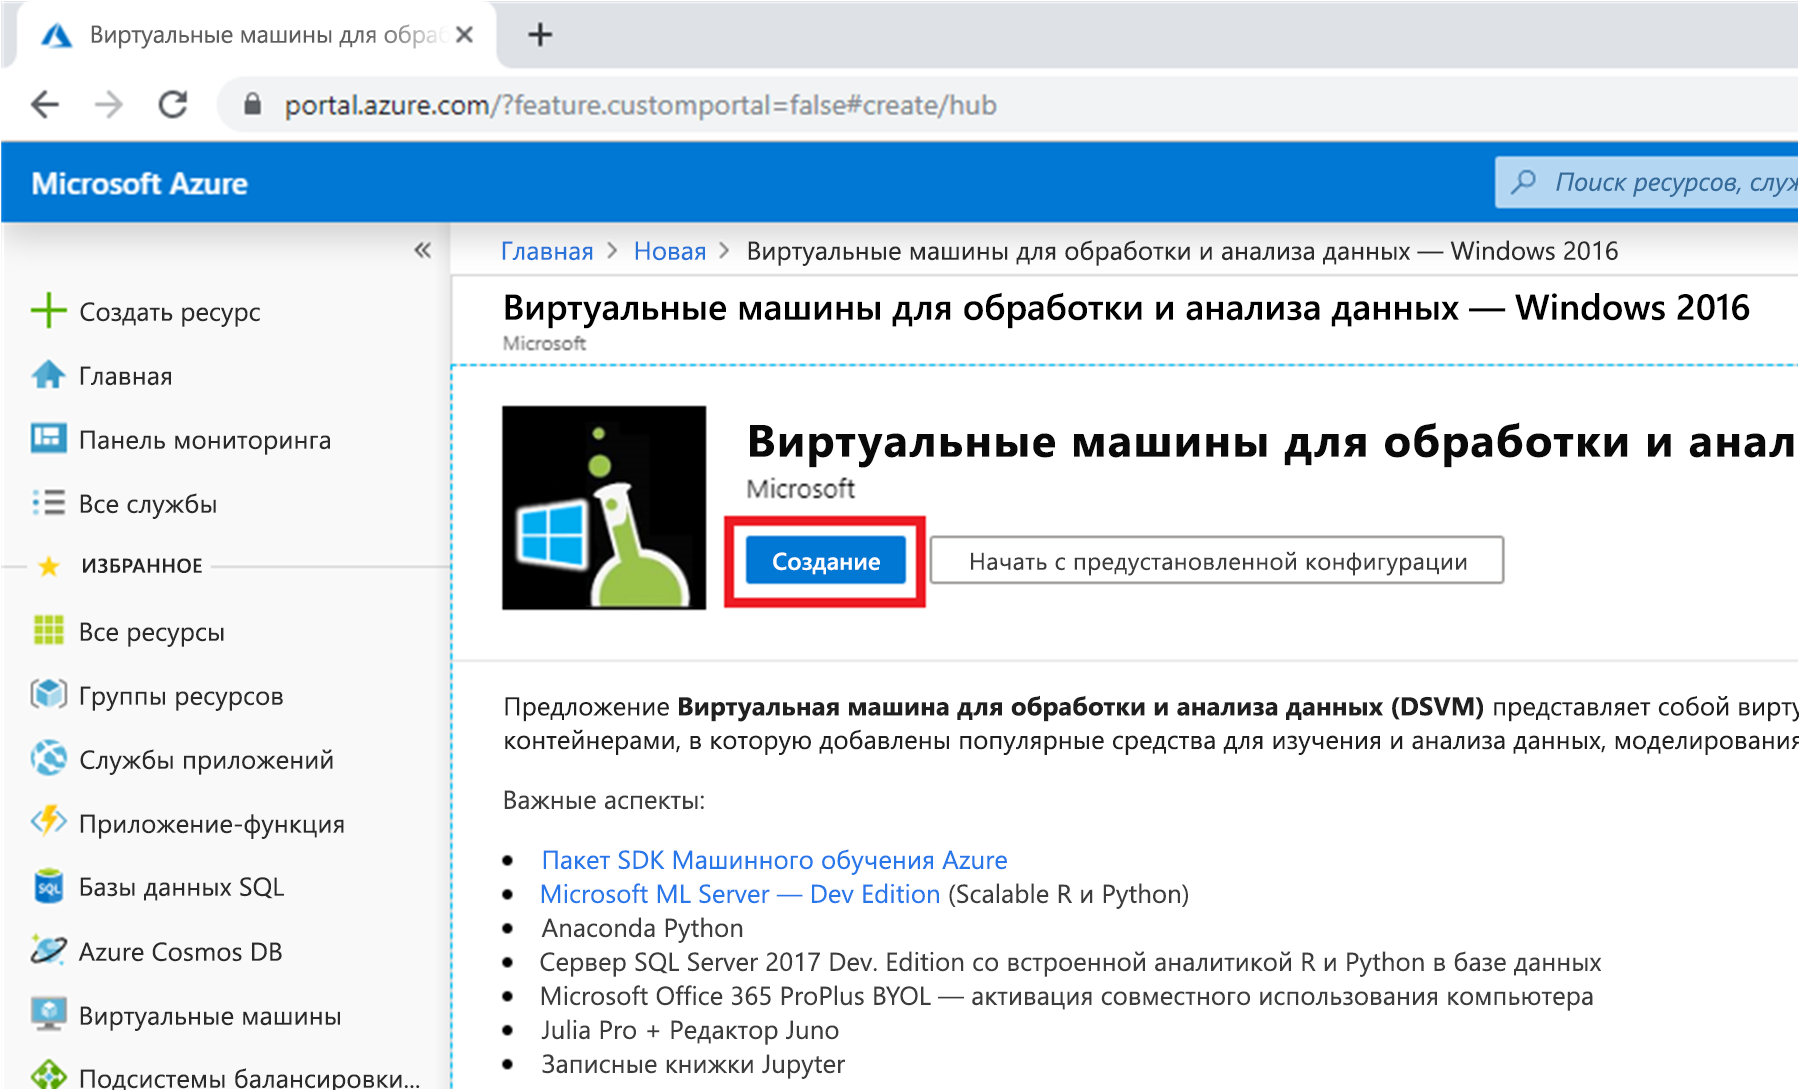 Виртуальные машины для обра
portal.azure.com/?feature.customportal=false#create/hub
Microsoft Azure
Поиск ресурсов,
Главная > Новая > Виртуальные машины для обработки и анализа данных — Windows 2016
Виртуальные машины для обработки и анализа данных — Windows 2016
Microsoft
Создать ресурс
Главная
Панель мониторинга
Все службы
ИЗБРАННОЕ
Все ресурсы
Группы ресурсов
Службы приложений
Приложение-функция
SQL
Базы данных SQL
Azure Cosmos DB
Виртуальные машины
Подсистемы балансировки...
Виртуальные машины для обработки и анал
Microsoft
Создание
Начать с предустановленной конфигурации
Предложение Виртуальная машина для обработки и анализа данных (DSVM) представляет собой вирту
контейнерами, в которую добавлены популярные средства для изучения и анализа данных, моделирования
Важные аспекты:
Пакет SDK Машинного обучения Azure
Microsoft ML Server — Dev Edition (Scalable R и Python)
Anaconda Python
Сервер SQL Server 2017 Dev. Edition со встроенной аналитикой R и Python в базе данных
Microsoft Office 365 ProPlus BYOL — активация совместного использования компьютера
Julia Pro + Редактор Juno
Записные книжки Jupyter